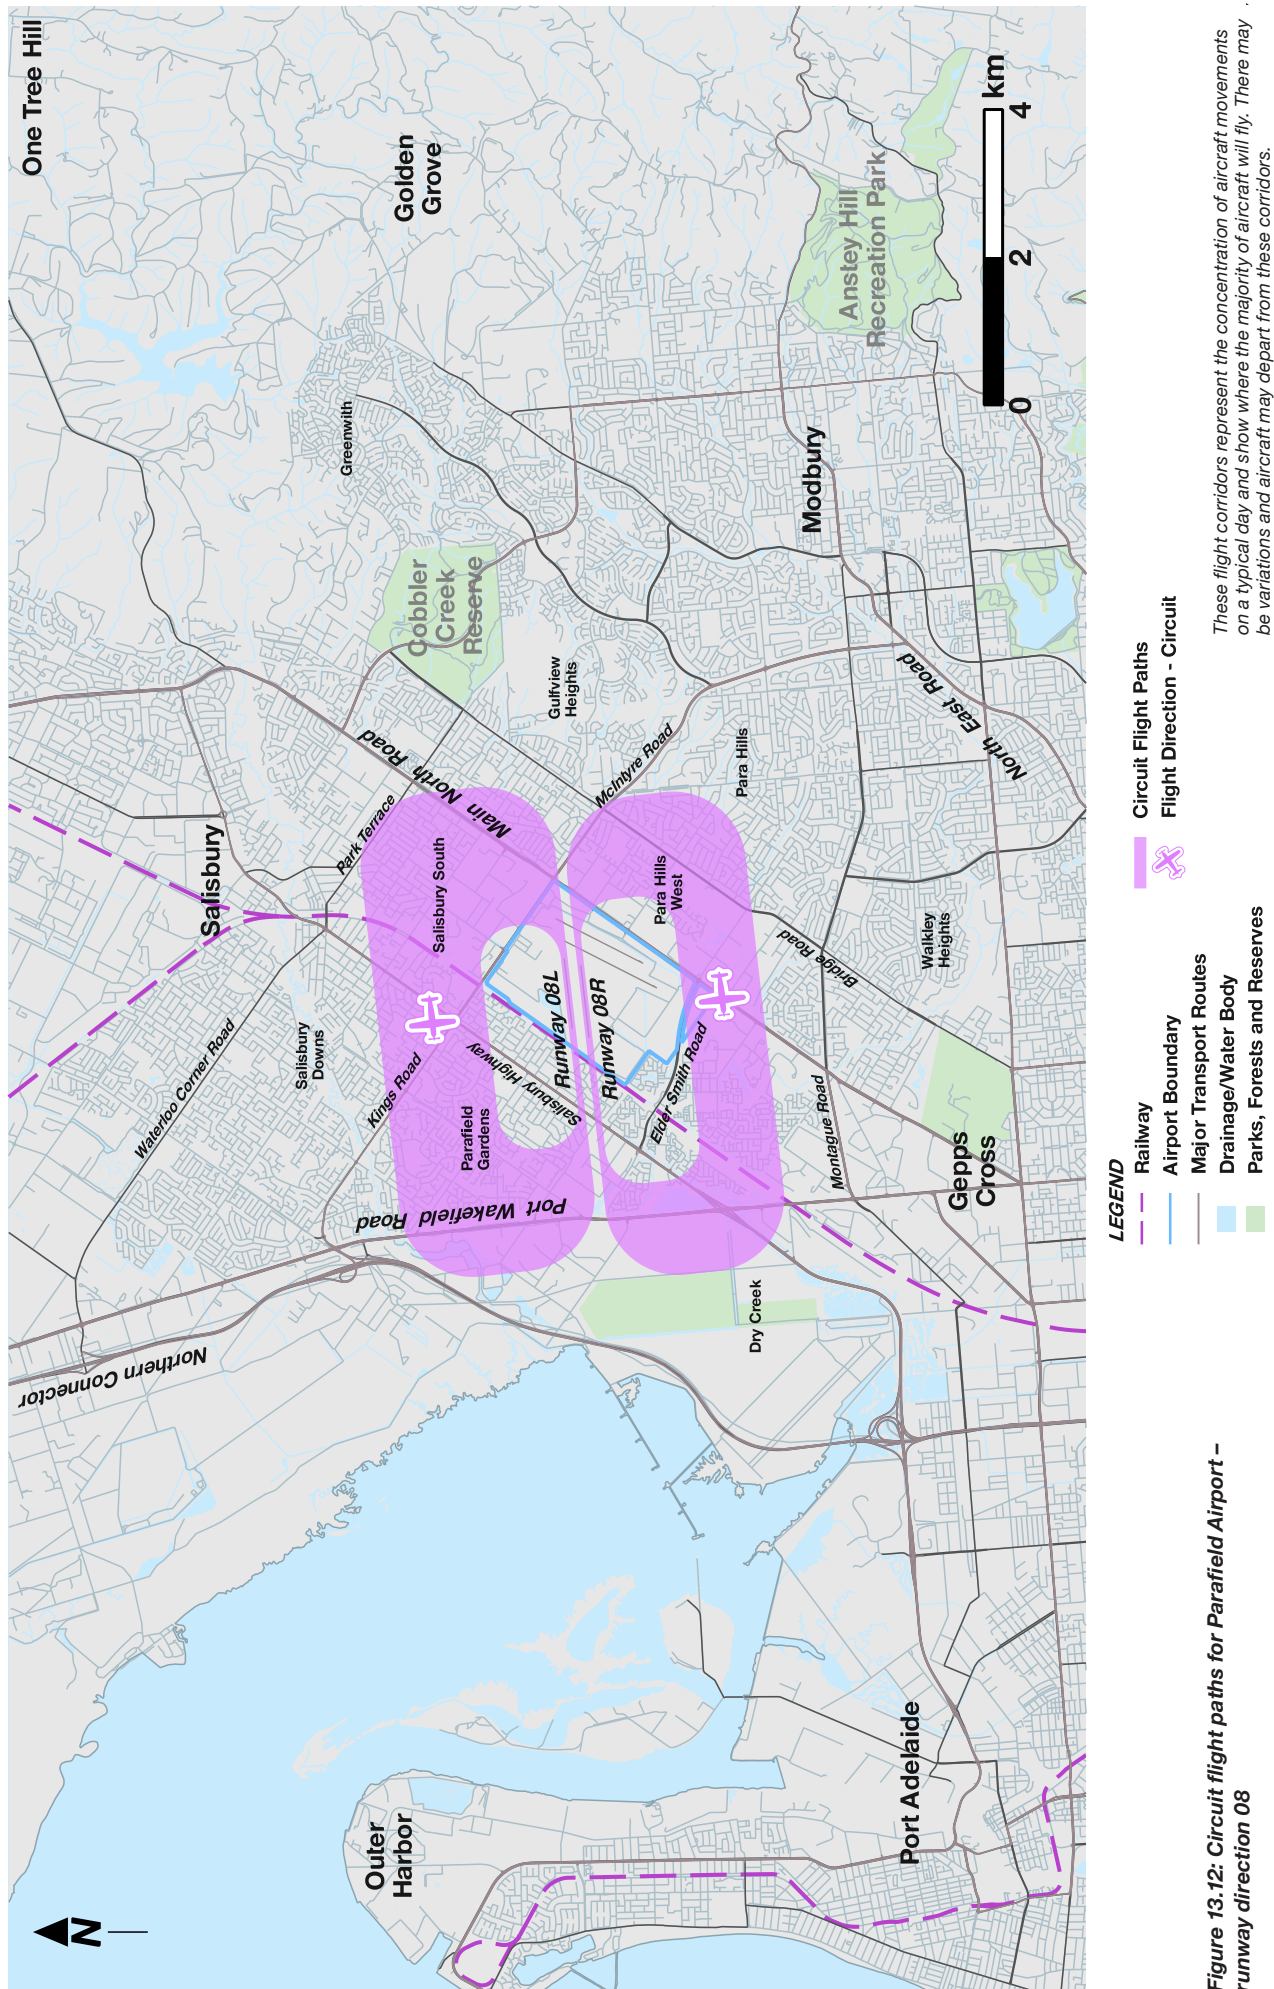 One Tree Hill
Golden
Grove
Greenwith
Cobbler
Creek
Reserve
Anstey Hill
Recreation Park
Modbury
Gulfview
Heights
Salisbury
Park Terrace
Main North Road
McIntyre Road
Para Hills
North East Road
Salisbury South
Para Hills
West
Walkley
Heights
Bridge Road
Waterloo Corner Road
Salisbury
Downs
Kings Road
Salisbury Highway
Runway 08L
Runway 08R
Elder Smith Road
Parafield
Gardens
Montague Road
Gepps
Cross
Port Wakefield Road
Northern Connector
Dry Creek
Outer
Harbor
Port Adelaide
N
0
2
4
km
LEGEND
Railway
Airport Boundary
Major Transport Routes
Drainage/Water Body
Parks, Forests and Reserves
Circuit Flight Paths
Flight Direction - Circuit
Figure 13.12: Circuit flight paths for Parafield Airport –
runway direction 08
These flight corridors represent the concentration of aircraft movements
on a typical day and show where the majority of aircraft will fly. There may
be variations and aircraft may depart from these corridors.